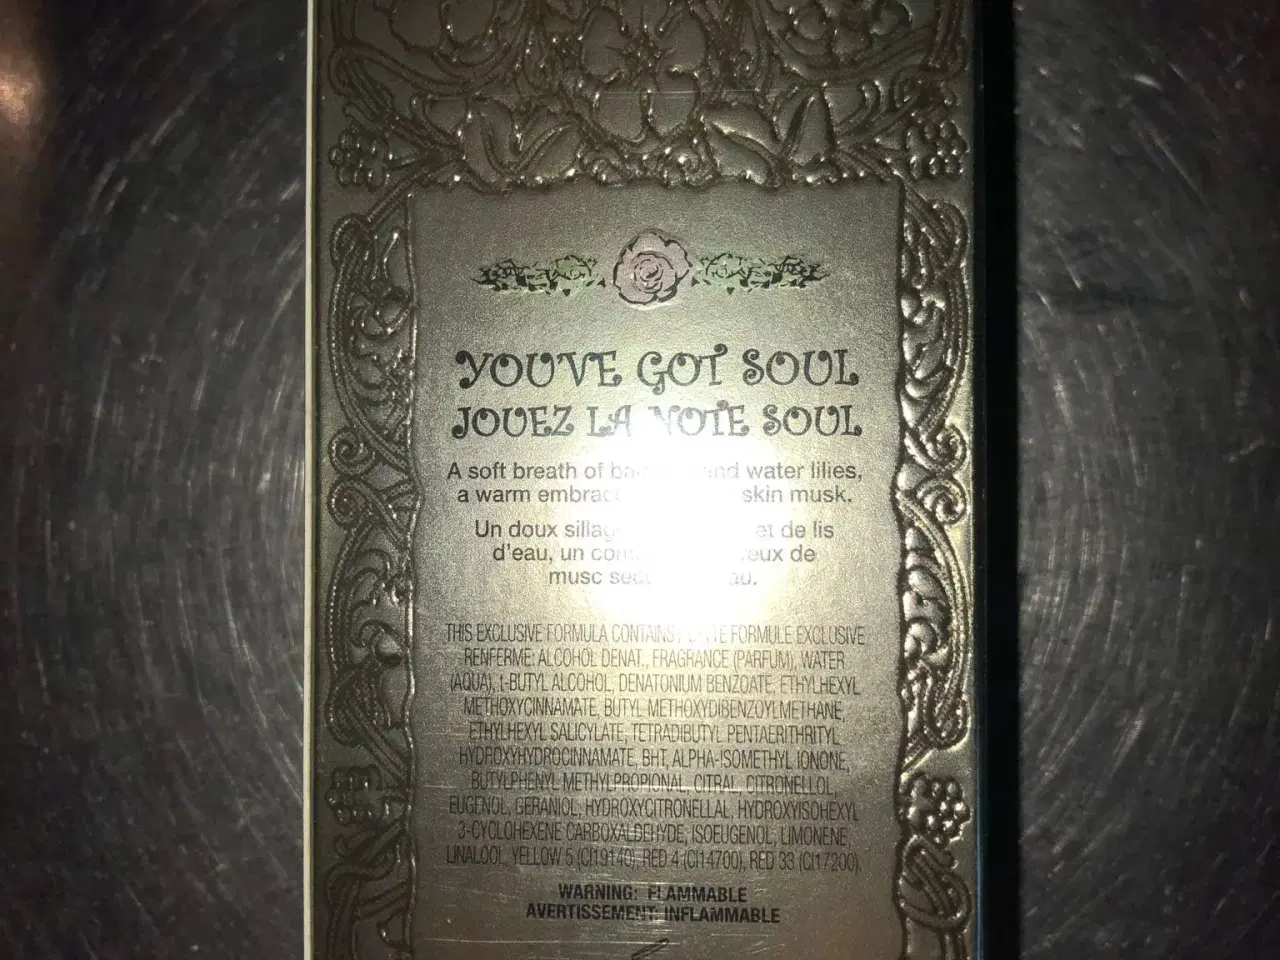 YOU'VE GOT SOUL
JOUEZ LA NOTE SOUL
A soft breath of and water lilies,
a warm skin musk.
Un doux et de lis
d'eau, un de
musc
THIS EXCLUSIVE FORMULA CONTAINS / FORMULE EXCLUSIVE
RENFERME: ALCOHOL DENAT., FRAGRANCE (PARFUM), WATER
(AQUA), t-BUTYL ALCOHOL, DENATONIUM BENZOATE, ETHYLHEXYL
METHOXYCINNAMATE, BUTYL METHOXYDIBENZOYLMETHANE,
ETHYLHEXYL SALICYLATE, TETRADIBUTYL PENTAERITHRITYL
HYDROXYHYDROCINNAMATE, BHT, ALPHA-ISOMETHYL IONONE,
BUTYLPHENYL METHYLPROPIONAL, CITRAL, CITRONELLOL,
EUGENOL, GERANIOL, HYDROXYCITRONELLAL, HYDROXYISOHEXYL
3-CYCLOHEXENE CARBOXALDEHYDE, ISOEUGENOL, LIMONENE,
LINALOOL, YELLOW 5 (CI19140), RED 4 (CI14700), RED 33 (CI17200).
WARNING: FLAMMABLE
AVERTISSEMENT: INFLAMMABLE